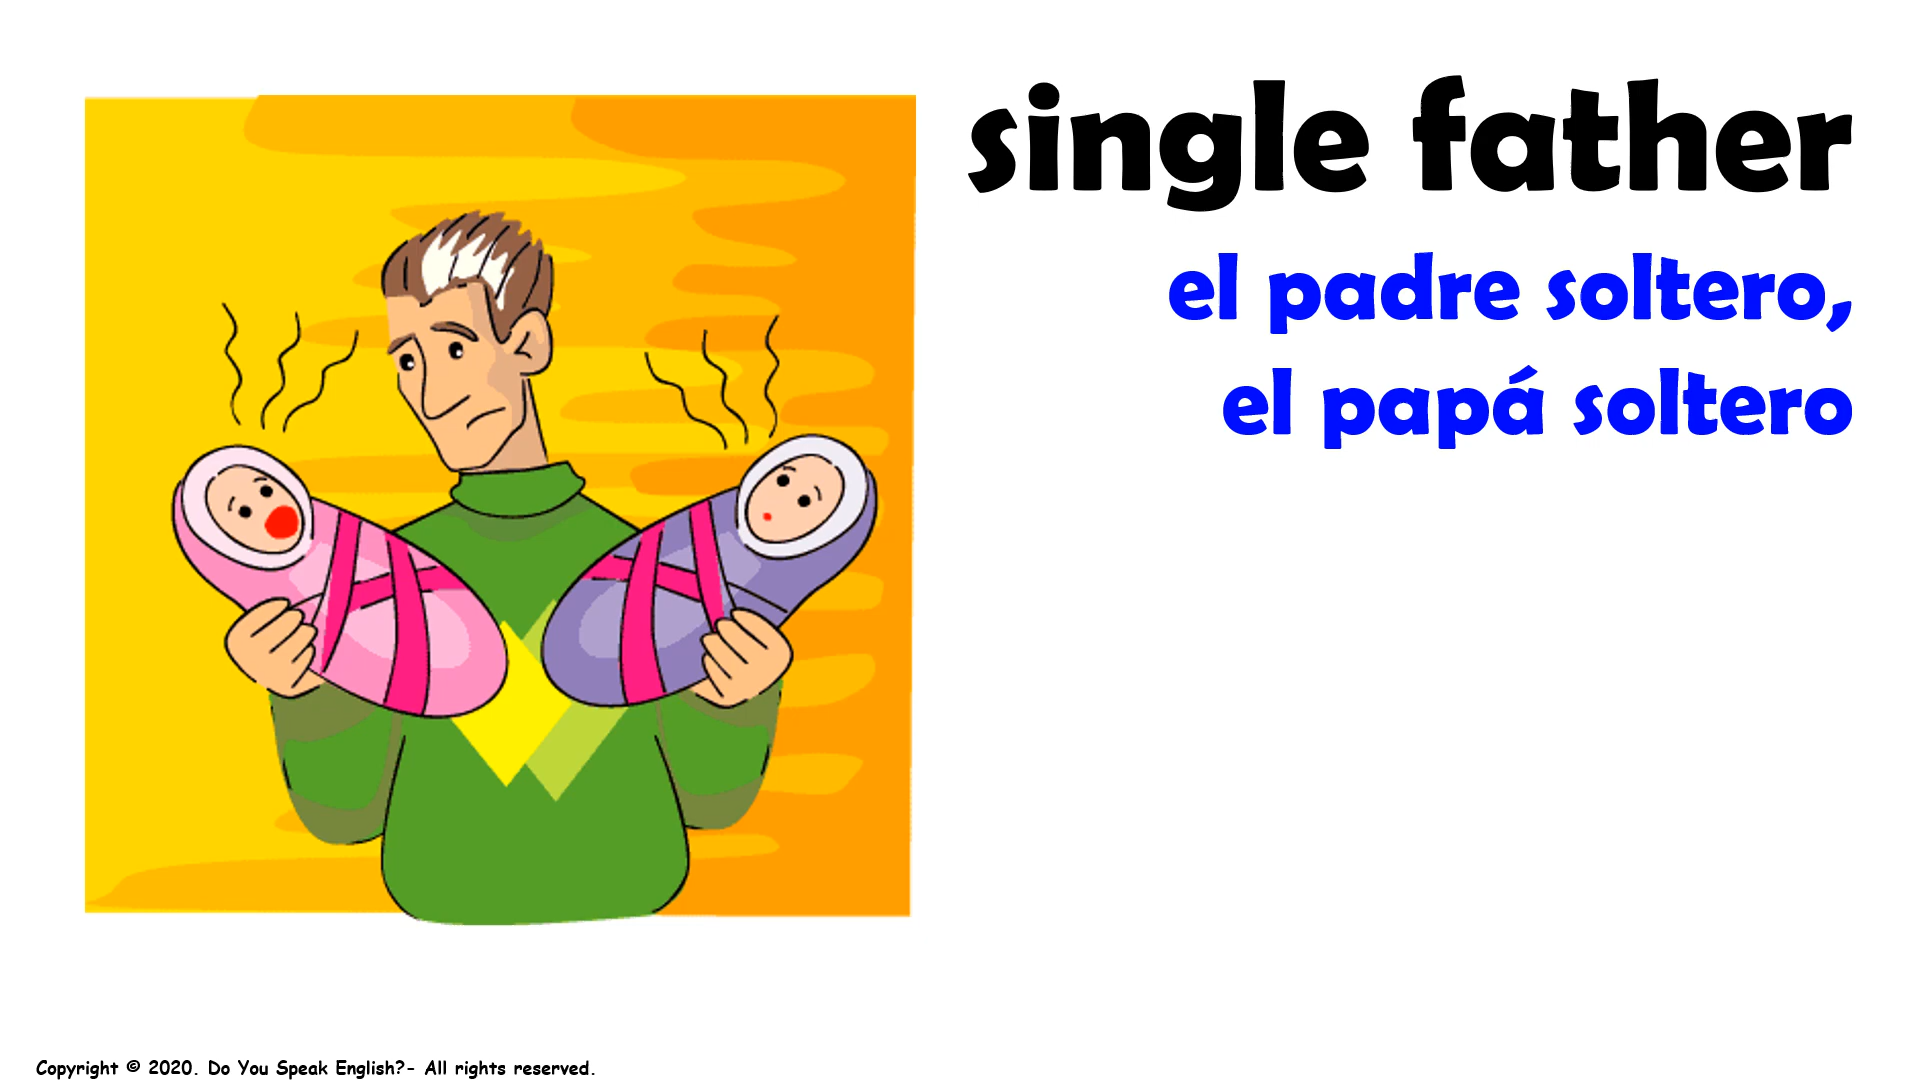 single father
el padre soltero,
el papá soltero
Copyright © 2020. Do You Speak English?- All rights reserved.